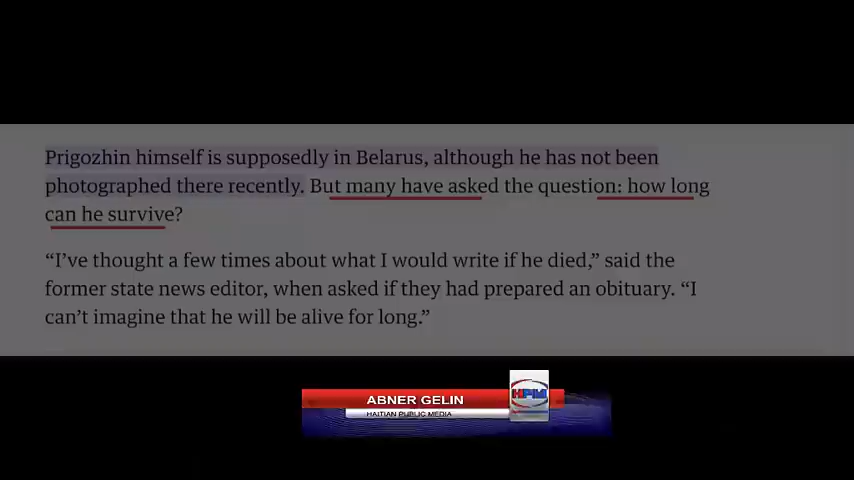 Prigozhin himself is supposedly in Belarus, although he has not been
photographed there recently. But many have asked the question: how long
can he survive?
“I’ve thought a few times about what I would write if he died,” said the
former state news editor, when asked if they had prepared an obituary. “I
can’t imagine that he will be alive for long.”
HPM
ABNER GELIN
HAITIAN PUBLIC MEDIA